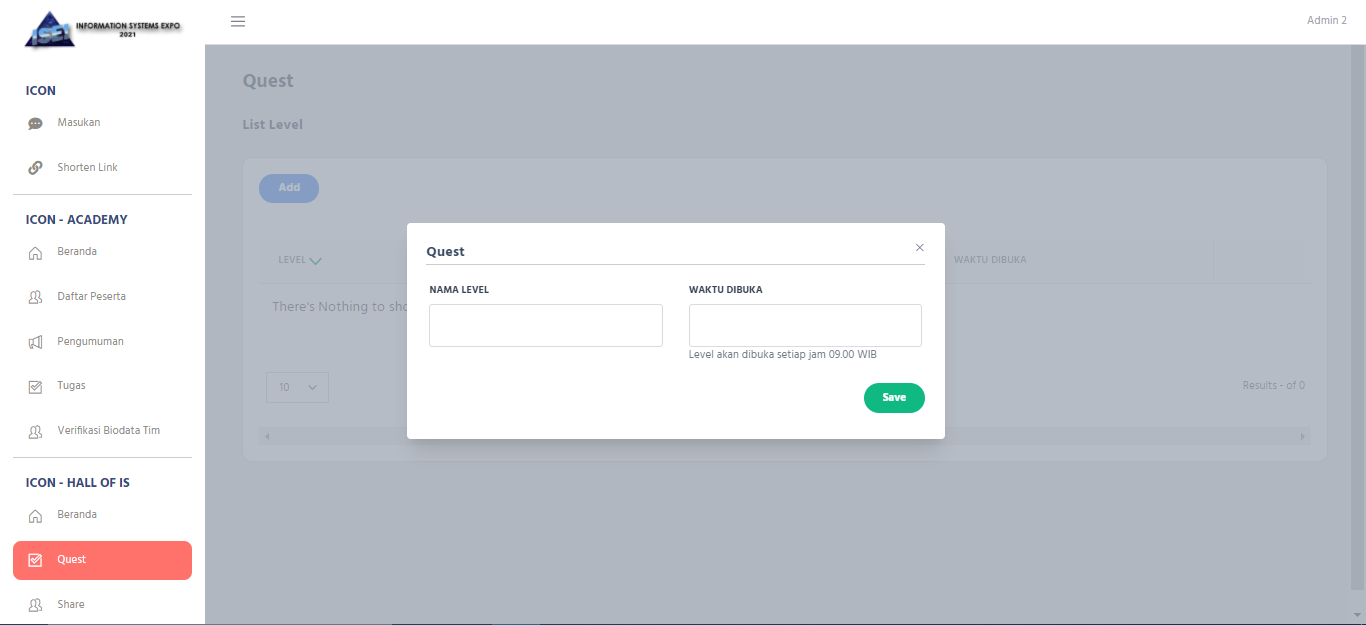 ISE!
INFORMATION SYSTEMS EXPO
2021
Admin 2
ICON
Masukan
Shorten Link
ICON - ACADEMY
Beranda
Daftar Peserta
Pengumuman
Tugas
Verifikasi Biodata Tim
ICON - HALL OF IS
Beranda
Quest
Share
Quest
List Level
Add
LEVEL
WAKTU DIBUKA
There's Nothing to sho
10
Results - of 0
Quest
NAMA LEVEL
WAKTU DIBUKA
Level akan dibuka setiap jam 09.00 WIB
Save